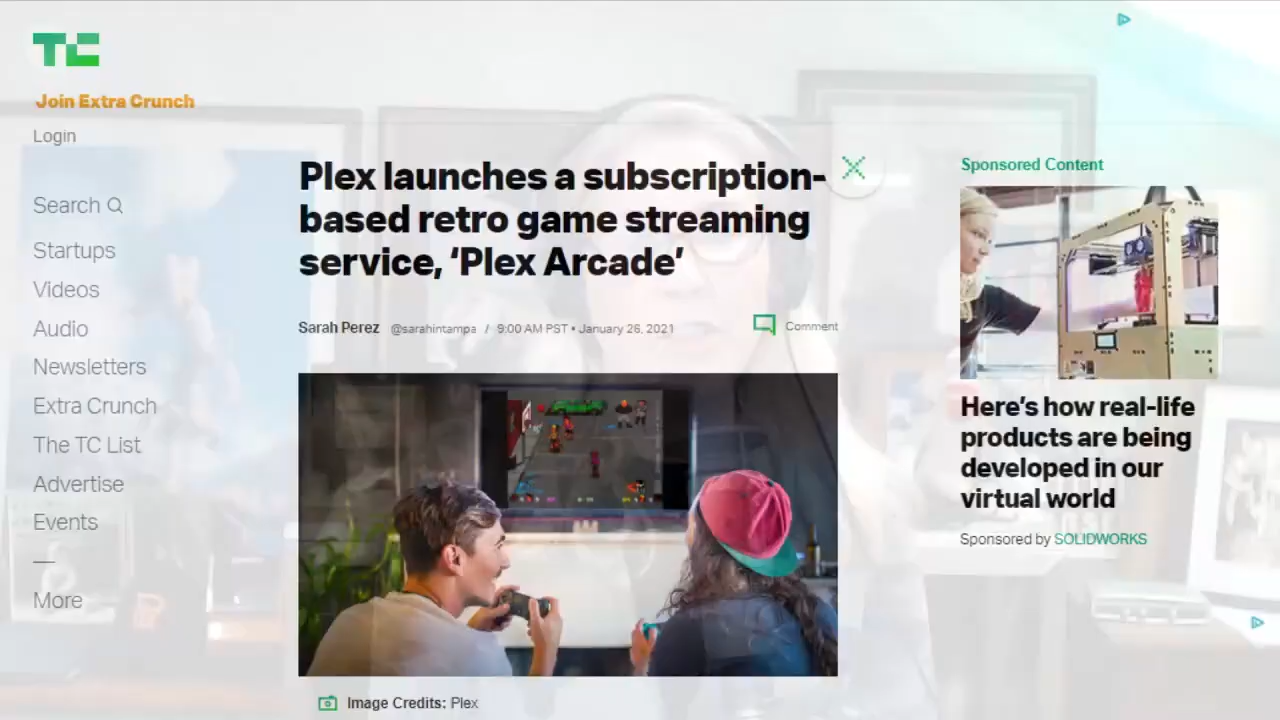 TC
Join Extra Crunch
Login
Search
Startups
Videos
Audio
Newsletters
Extra Crunch
The TC List
Advertise
Events
More
Plex launches a subscription-
based retro game streaming
service, ‘Plex Arcade’
Sarah Perez @sarahintampa / 9:00 AM PST • January 26, 2021
Comment
Image Credits: Plex
Sponsored Content
Here’s how real-life
products are being
developed in our
virtual world
Sponsored by SOLIDWORKS